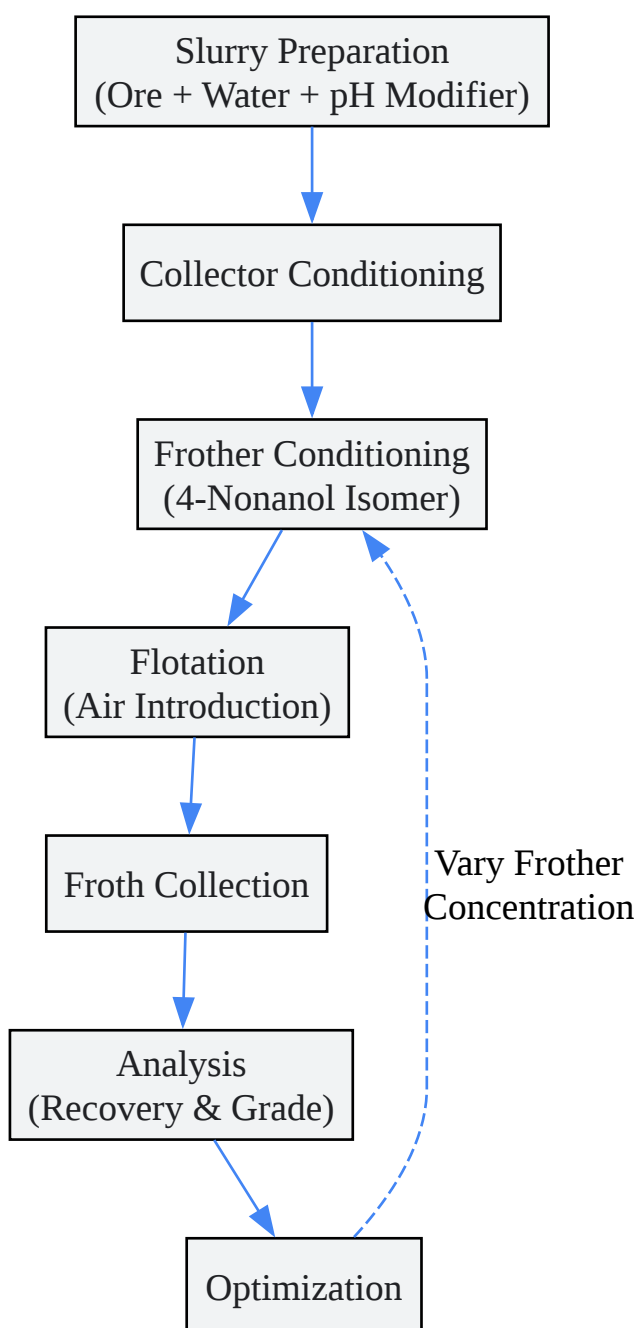 Slurry Preparation
(Ore + Water + pH Modifier)
Collector Conditioning
Frother Conditioning
(4-Nonanol Isomer)
Flotation
(Air Introduction)
Froth Collection
Vary Frother
Concentration
Analysis
(Recovery & Grade)
Optimization